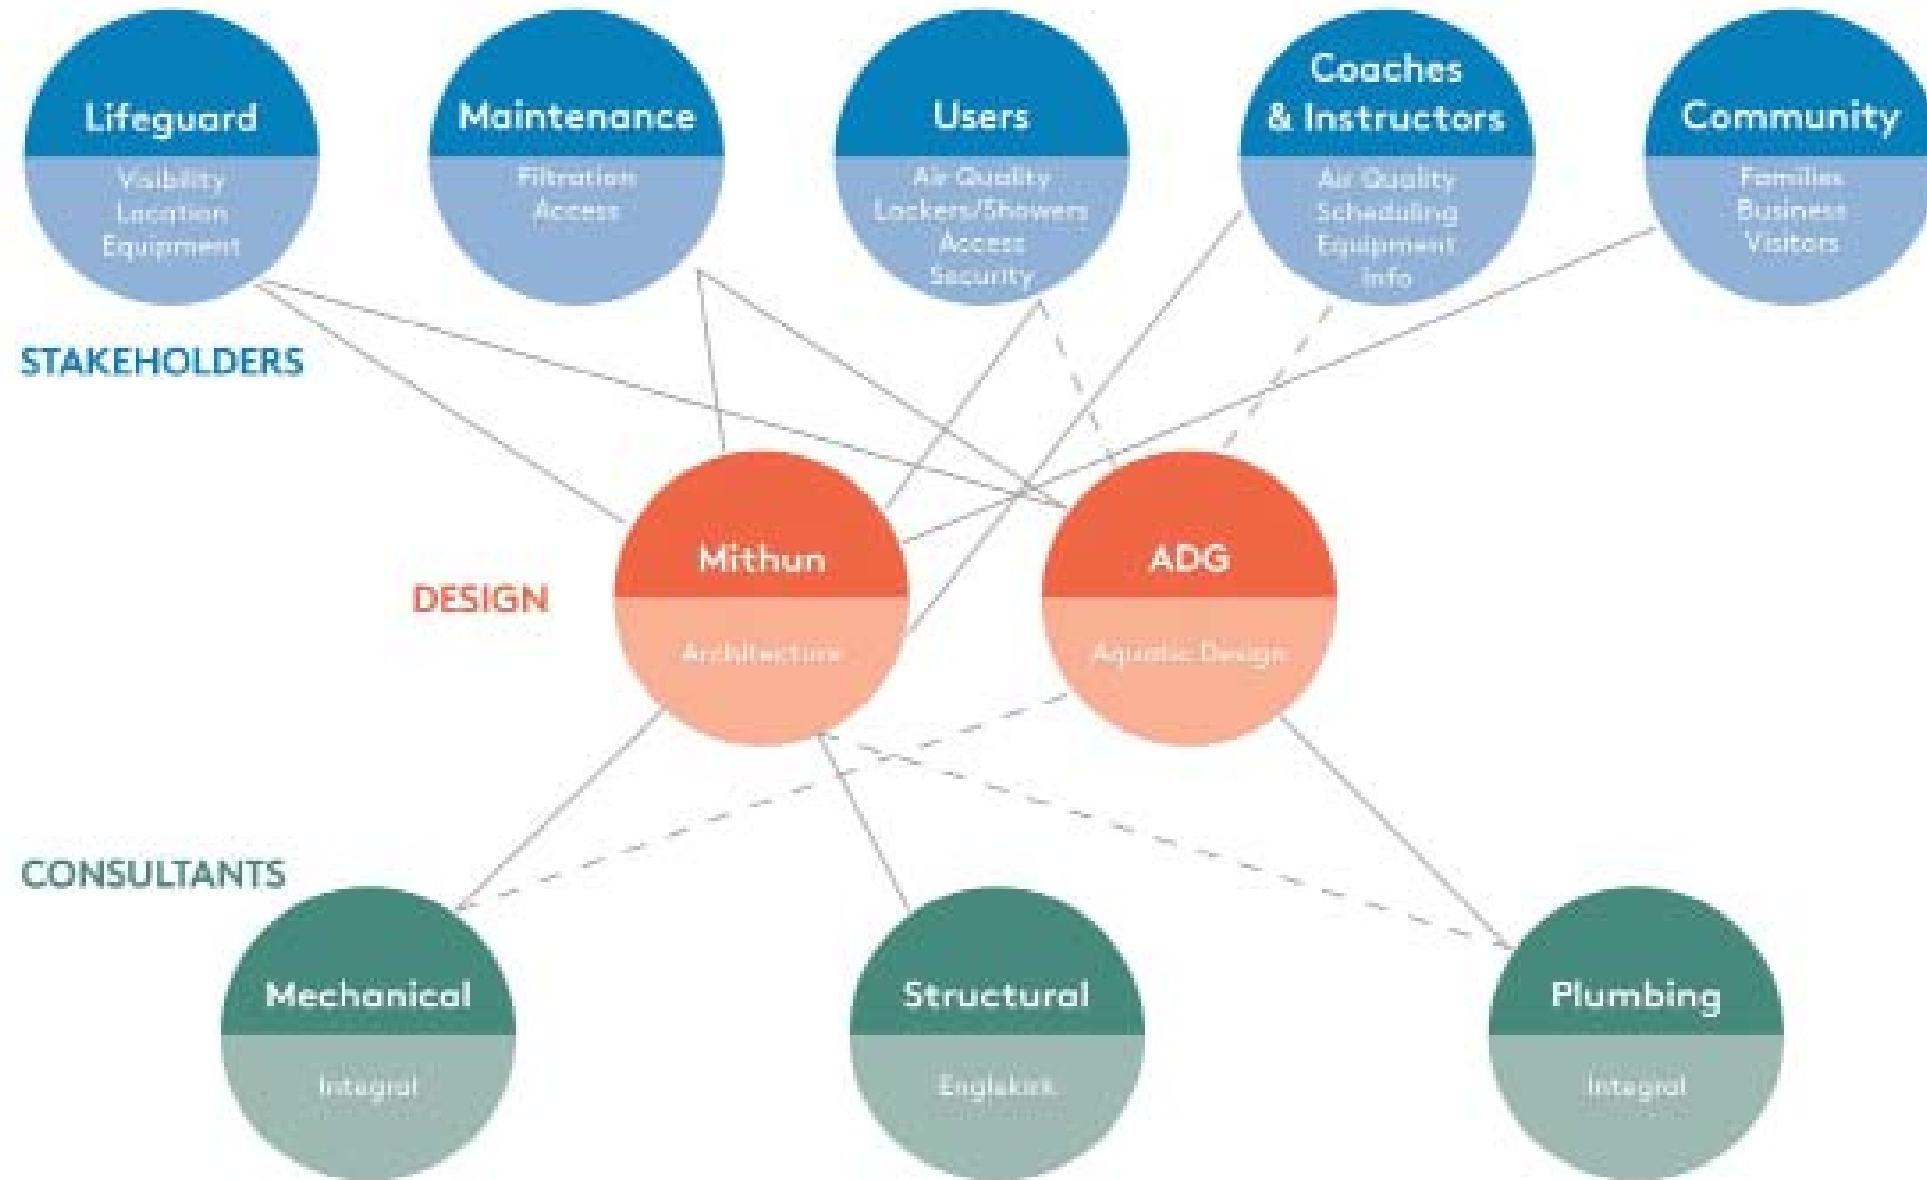 Lifeguard
Visibility
Location
Equipment
Maintenance
Filtration
Access
Users
Air Quality
Lockers/Showers
Access
Security
Coaches
& Instructors
Air Quality
Scheduling
Equipment
Info
Community
Families
Business
Visitors
STAKEHOLDERS
DESIGN
Mithun
Architecture
ADG
Aquatic Design
CONSULTANTS
Mechanical
Integral
Structural
Englekirk
Plumbing
Integral